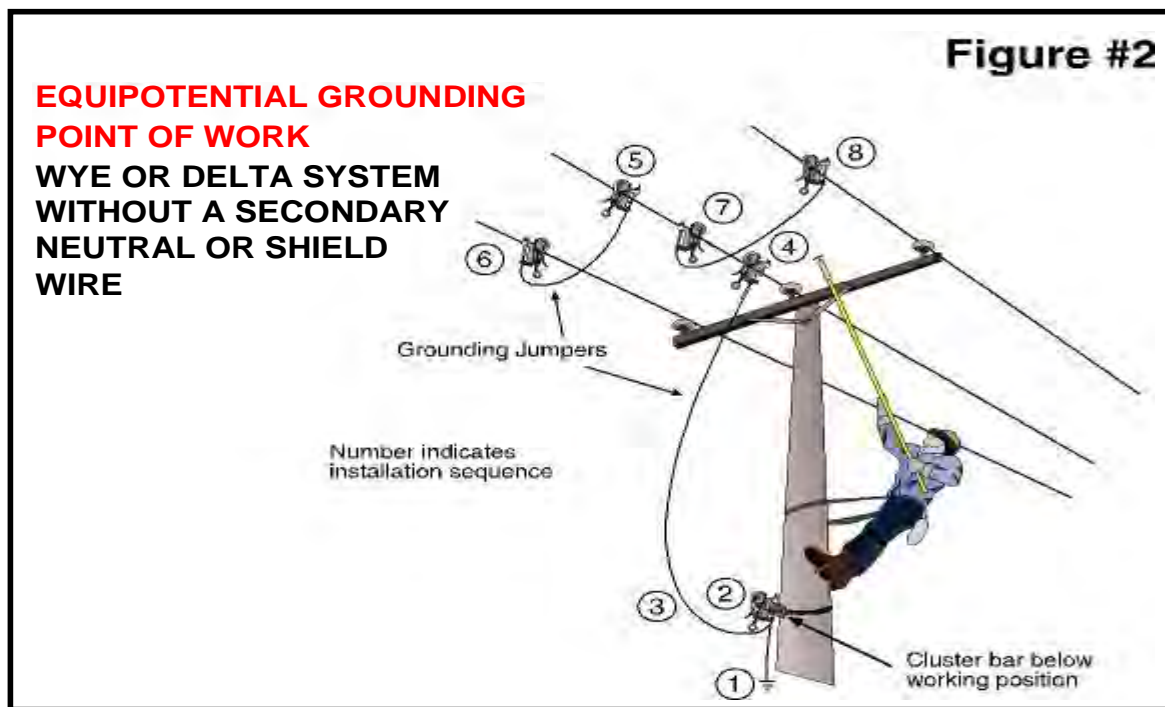 Figure #2
EQUIPOTENTIAL GROUNDING
POINT OF WORK
WYE OR DELTA SYSTEM
WITHOUT A SECONDARY
NEUTRAL OR SHIELD
WIRE
8
5
7
4
6
Grounding Jumpers
Number indicates
installation sequence
3
2
1
Cluster bar below
working position